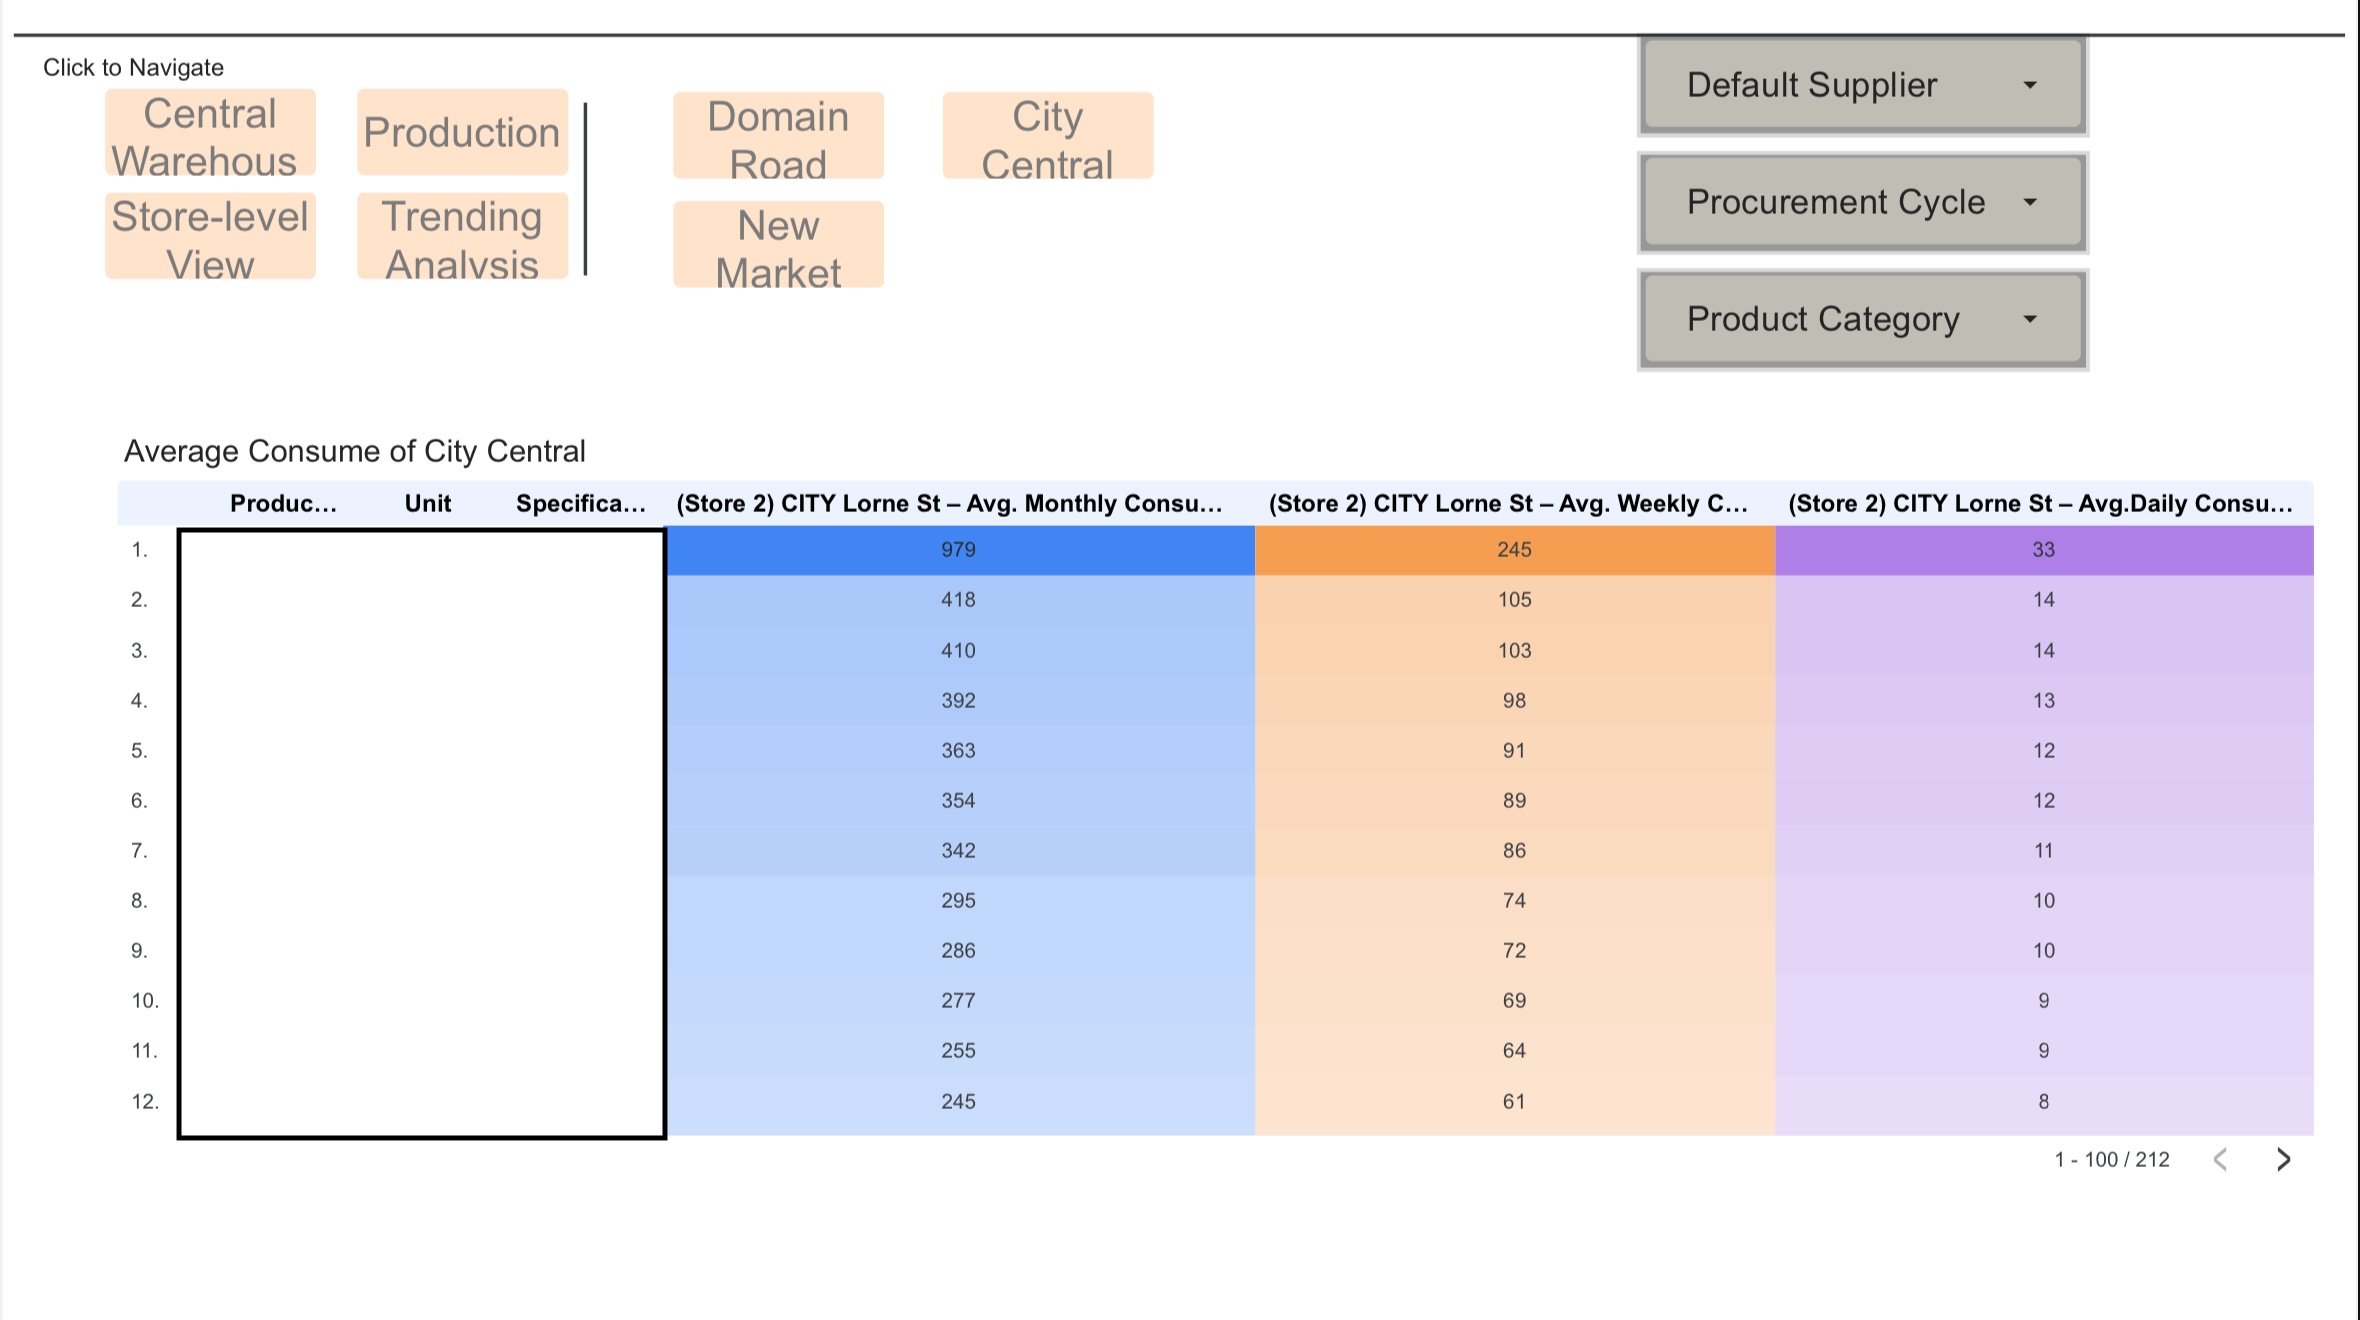 Click to Navigate
Central
Warehous
Production
Domain
Road
City
Central
Store-level
View
Trending
Analysis
New
Market
Default Supplier
Procurement Cycle
Product Category
Average Consume of City Central
Produc... Unit Specifica... (Store 2) CITY Lorne St – Avg. Monthly Consu... (Store 2) CITY Lorne St – Avg. Weekly C... (Store 2) CITY Lorne St – Avg.Daily Consu...
1. 979 245 33
2. 418 105 14
3. 410 103 14
4. 392 98 13
5. 363 91 12
6. 354 89 12
7. 342 86 11
8. 295 74 10
9. 286 72 10
10. 277 69 9
11. 255 64 9
12. 245 61 8
1 - 100 / 212